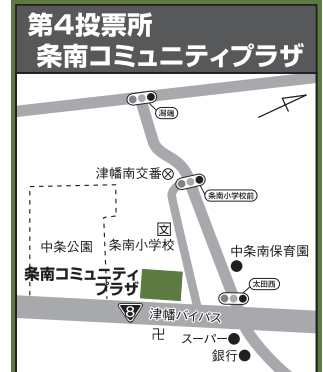 第4投票所
条南コミュニティプラザ
潟端
津幡南交番
条南小学校前
文
中条公園
条南小学校
中条南保育園
条南コミュニティ
プラザ
太田西
8
津幡バイパス
卍
スーパー
銀行